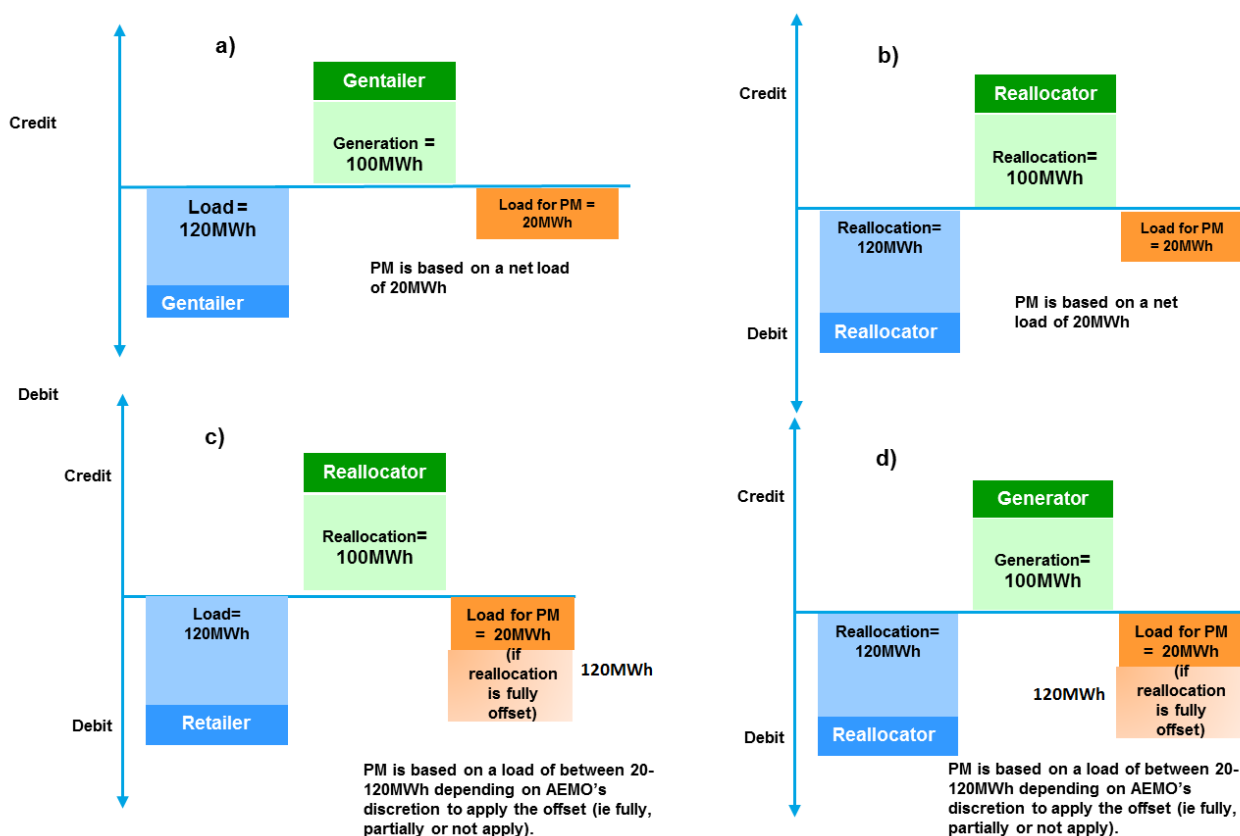 a)
Gentailer
Credit
Generation =
100MWh
Load =
120MWh
Load for PM =
20MWh
PM is based on a net load
of 20MWh
Gentailer
Debit
b)
Reallocator
Credit
Reallocation=
100MWh
Reallocation=
120MWh
Load for PM
= 20MWh
PM is based on a net
load of 20MWh
Debit
Reallocator
c)
Reallocator
Credit
Reallocation=
100MWh
Load=
120MWh
Load for PM
= 20MWh
(if
reallocation
is fully
offset)
120MWh
Debit
Retailer
PM is based on a load of between 20-
120MWh depending on AEMO's
discretion to apply the offset (ie fully,
partially or not apply).
d)
Generator
Credit
Generation=
100MWh
Reallocation=
120MWh
Load for PM
= 20MWh
(if
reallocation
is fully
offset)
120MWh
Debit
Reallocator
PM is based on a load of between 20-
120MWh depending on AEMO's
discretion to apply the offset (ie fully,
partially or not apply).